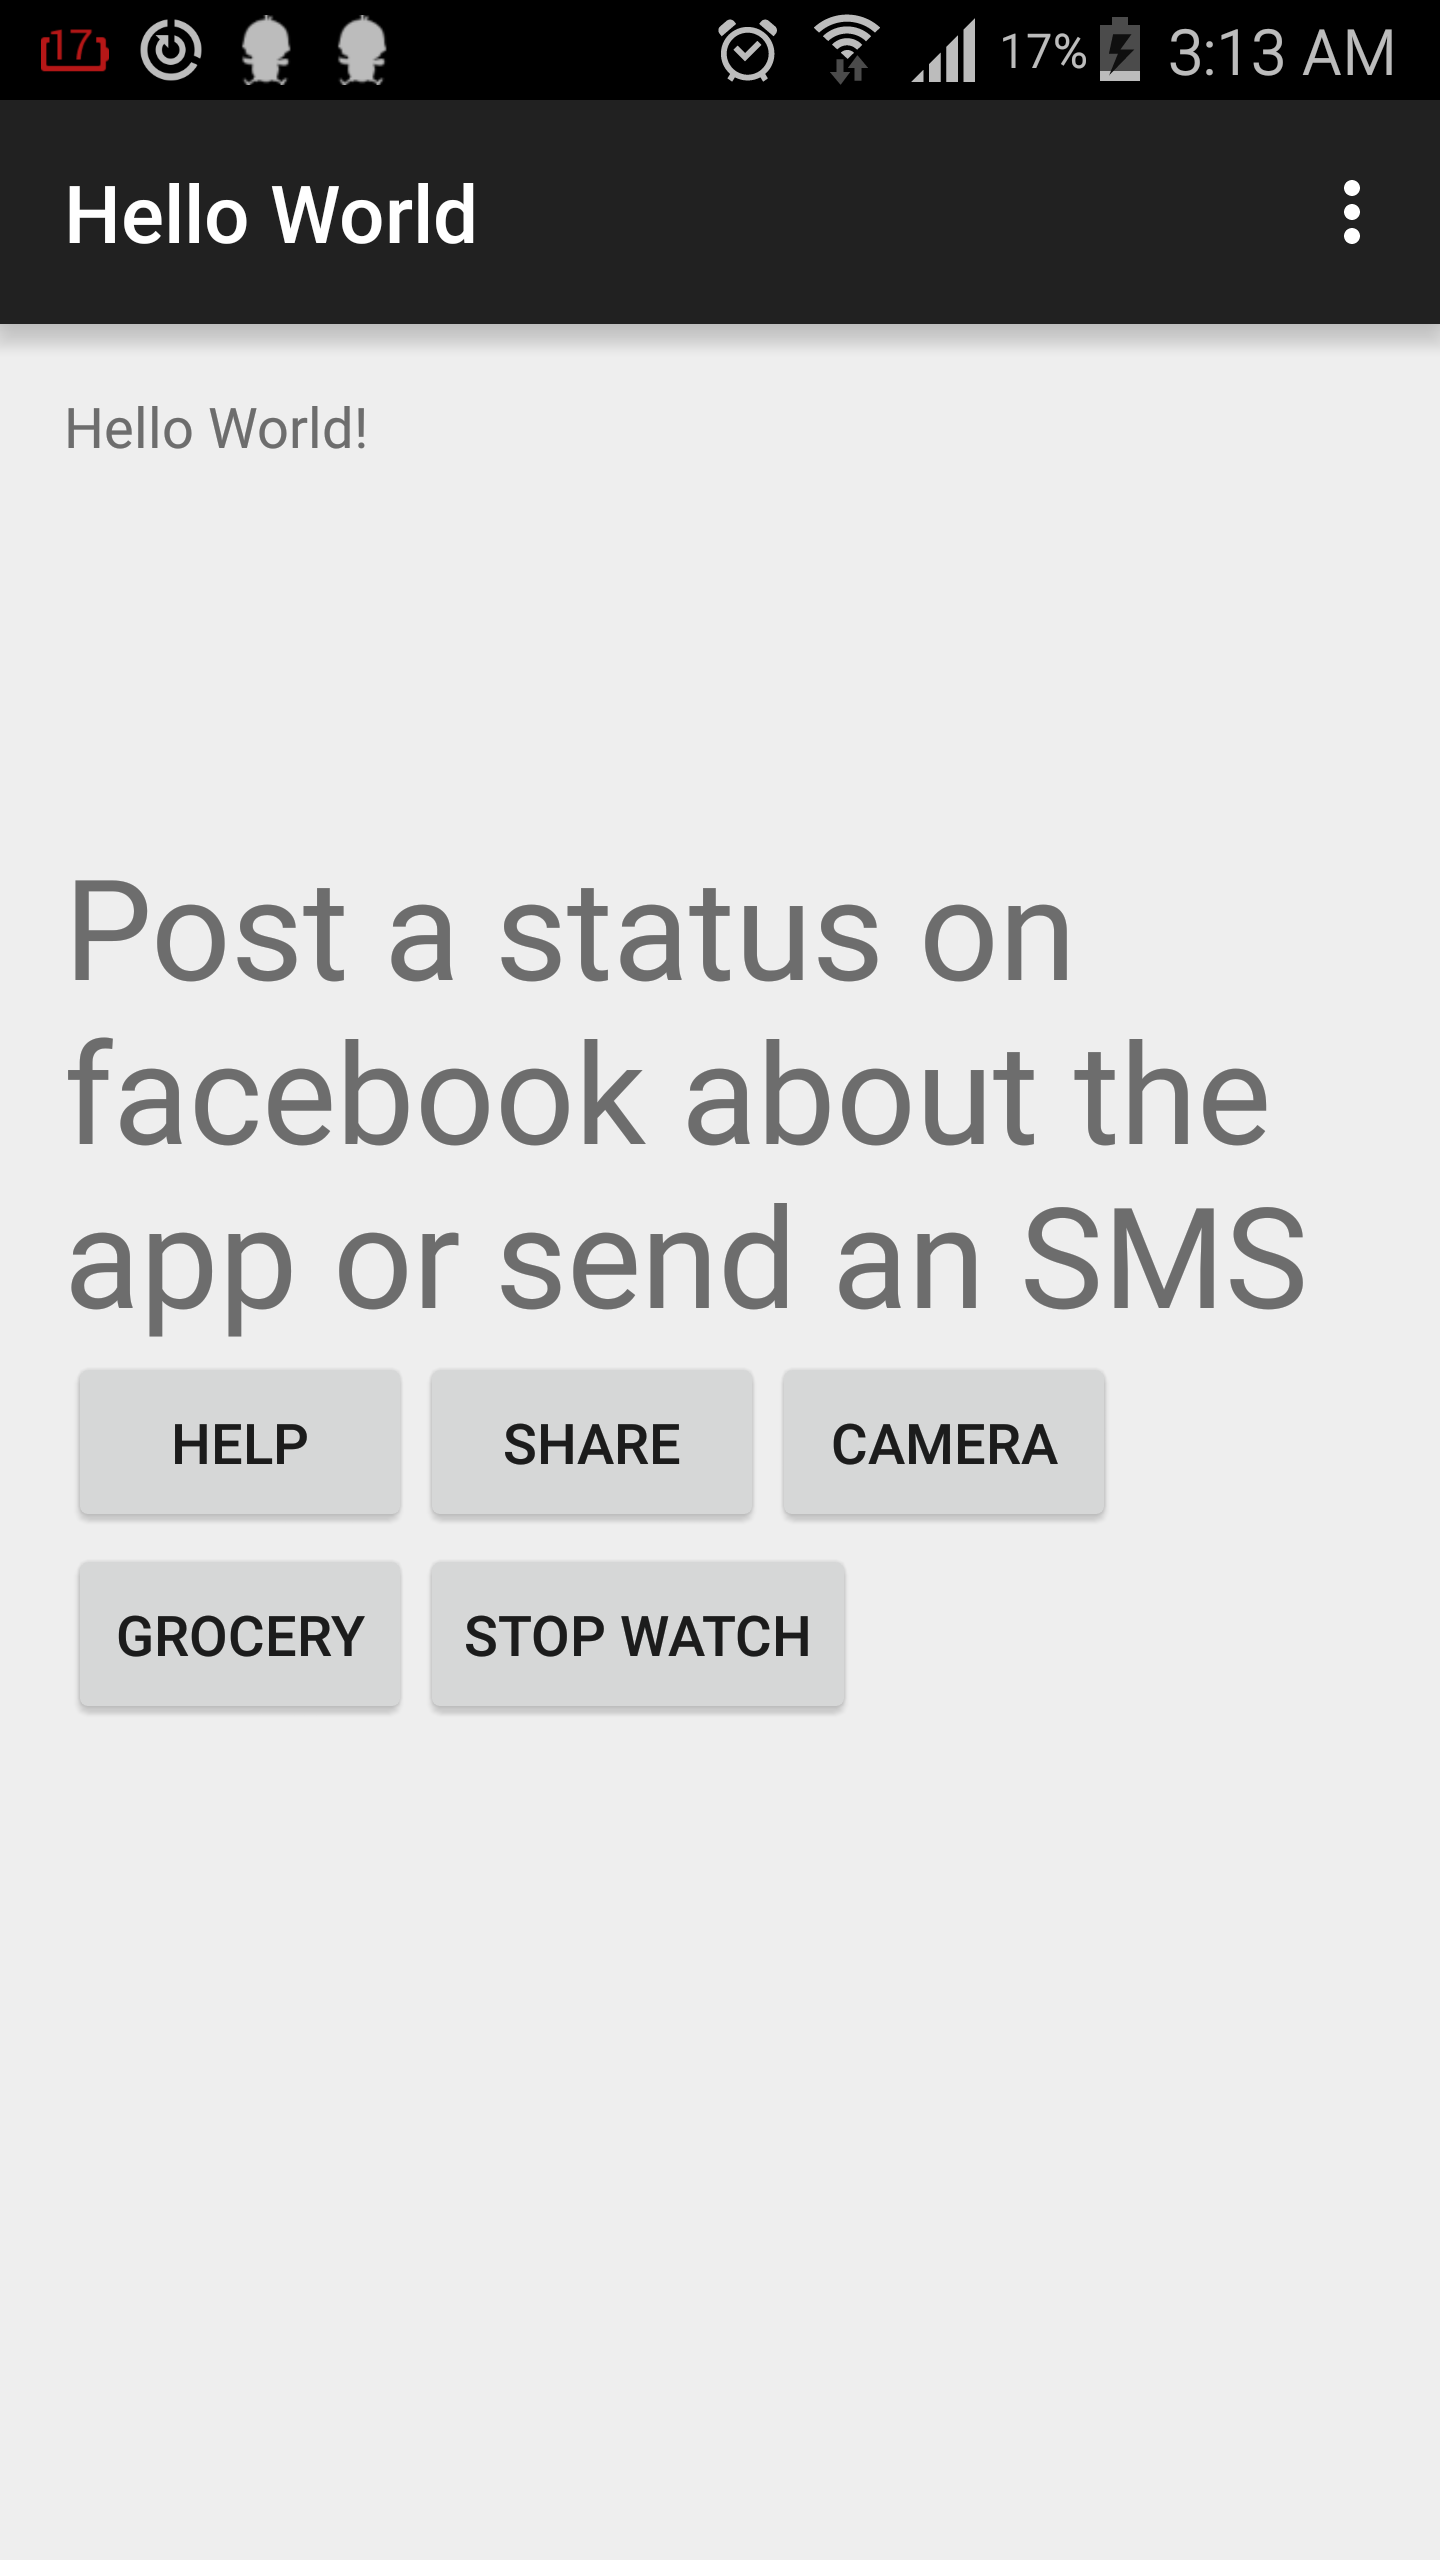 17 17% 3:13 AM
Hello World
Hello World!
Post a status on
facebook about the
app or send an SMS
HELP SHARE CAMERA
GROCERY STOP WATCH